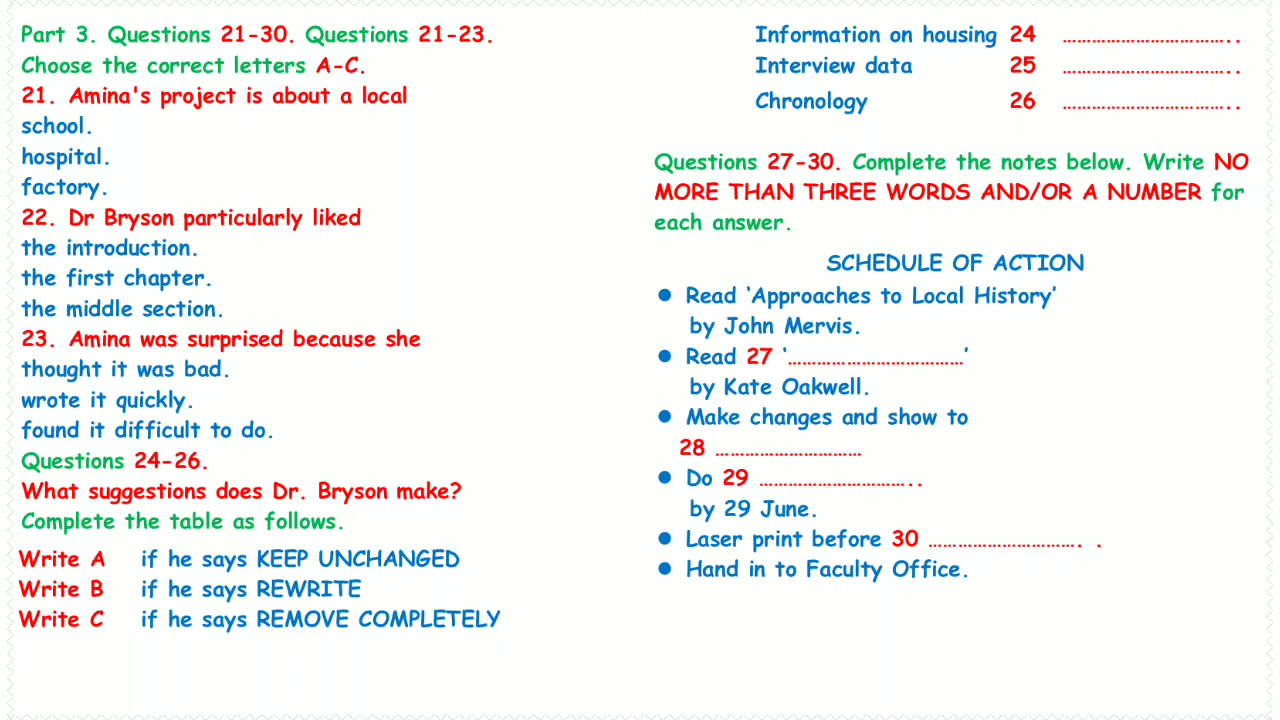 Part 3. Questions 21-30. Questions 21-23.
Choose the correct letters A-C.
21. Amina's project is about a local
school.
hospital.
factory.
22. Dr Bryson particularly liked
the introduction.
the first chapter.
the middle section.
23. Amina was surprised because she
thought it was bad.
wrote it quickly.
found it difficult to do.
Questions 24-26.
What suggestions does Dr. Bryson make?
Complete the table as follows.
Write A if he says KEEP UNCHANGED
Write B if he says REWRITE
Write C if he says REMOVE COMPLETELY
Information on housing 24 ……………………………..
Interview data 25 ……………………………..
Chronology 26 ……………………………..
Questions 27-30. Complete the notes below. Write NO
MORE THAN THREE WORDS AND/OR A NUMBER for
each answer.
SCHEDULE OF ACTION
● Read ‘Approaches to Local History’
by John Mervis.
● Read 27 ‘………………………………’
by Kate Oakwell.
● Make changes and show to
28 …………………………
● Do 29 …………………………..
by 29 June.
● Laser print before 30 …………………………. .
● Hand in to Faculty Office.